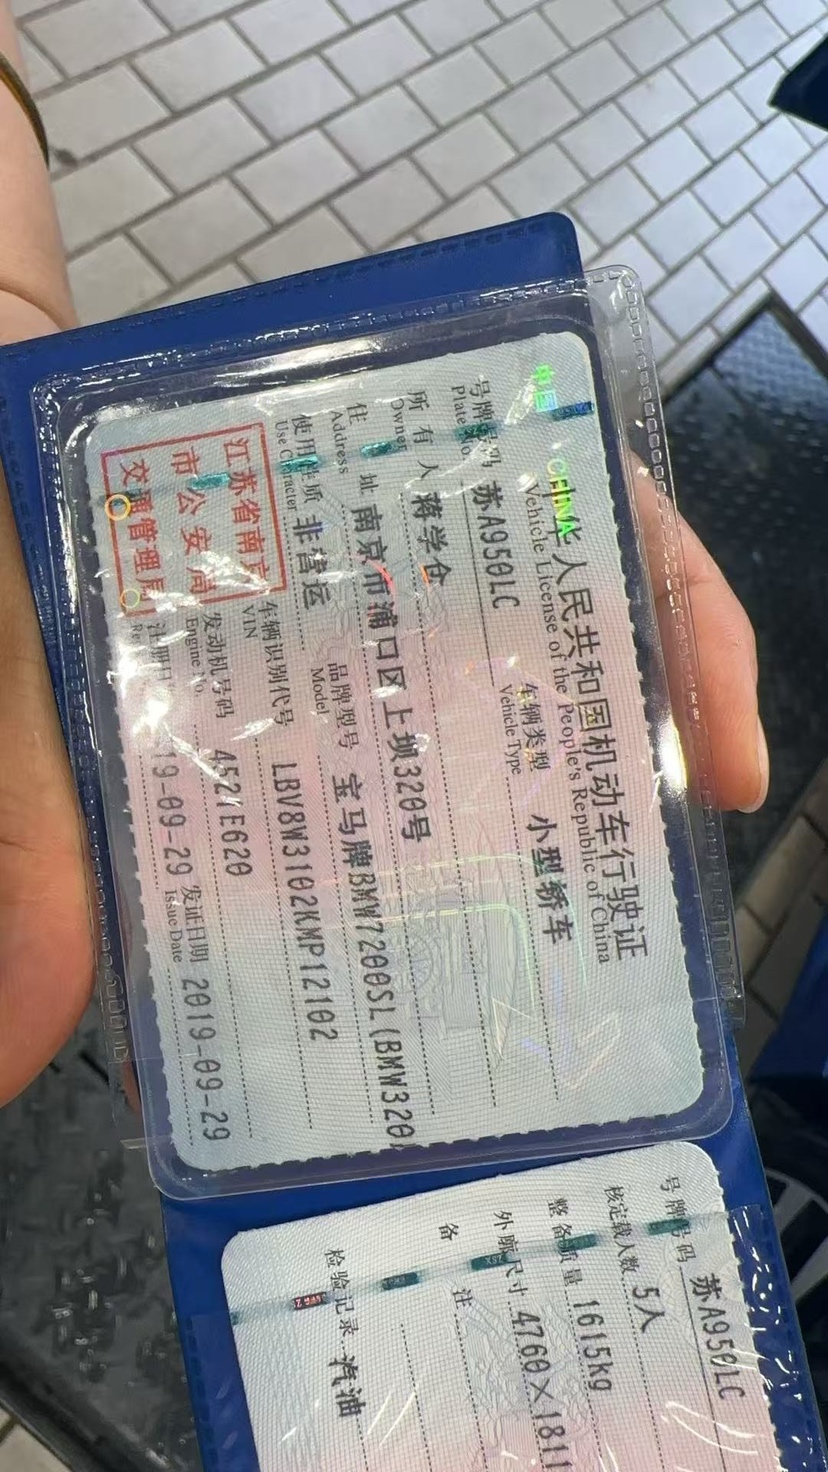 中国 CHINA
中华人民共和国机动车行驶证
Vehicle License of the People's Republic of China
号牌号码 苏A950LC 车辆类型 小型轿车
Plate No. Vehicle Type
所有人 蒋学仓
Owner
住址 南京市浦口区上坝320号
Address
使用性质 非营运 品牌型号 宝马牌BMW7200SL(BMW320
Use Character Model
江苏省南京
市公安局
交通管理局
车辆识别代号 LBV8W3102KMP12102
VIN
发动机号码 4521E620
Engine No.
注册日 19-09-29 发证日期 2019-09-29
Issue Date
号牌号码 苏A950LC
核定载人数 5人
整备质量 1615kg
外廓尺寸 4760×1811
备注
检验记录 汽油